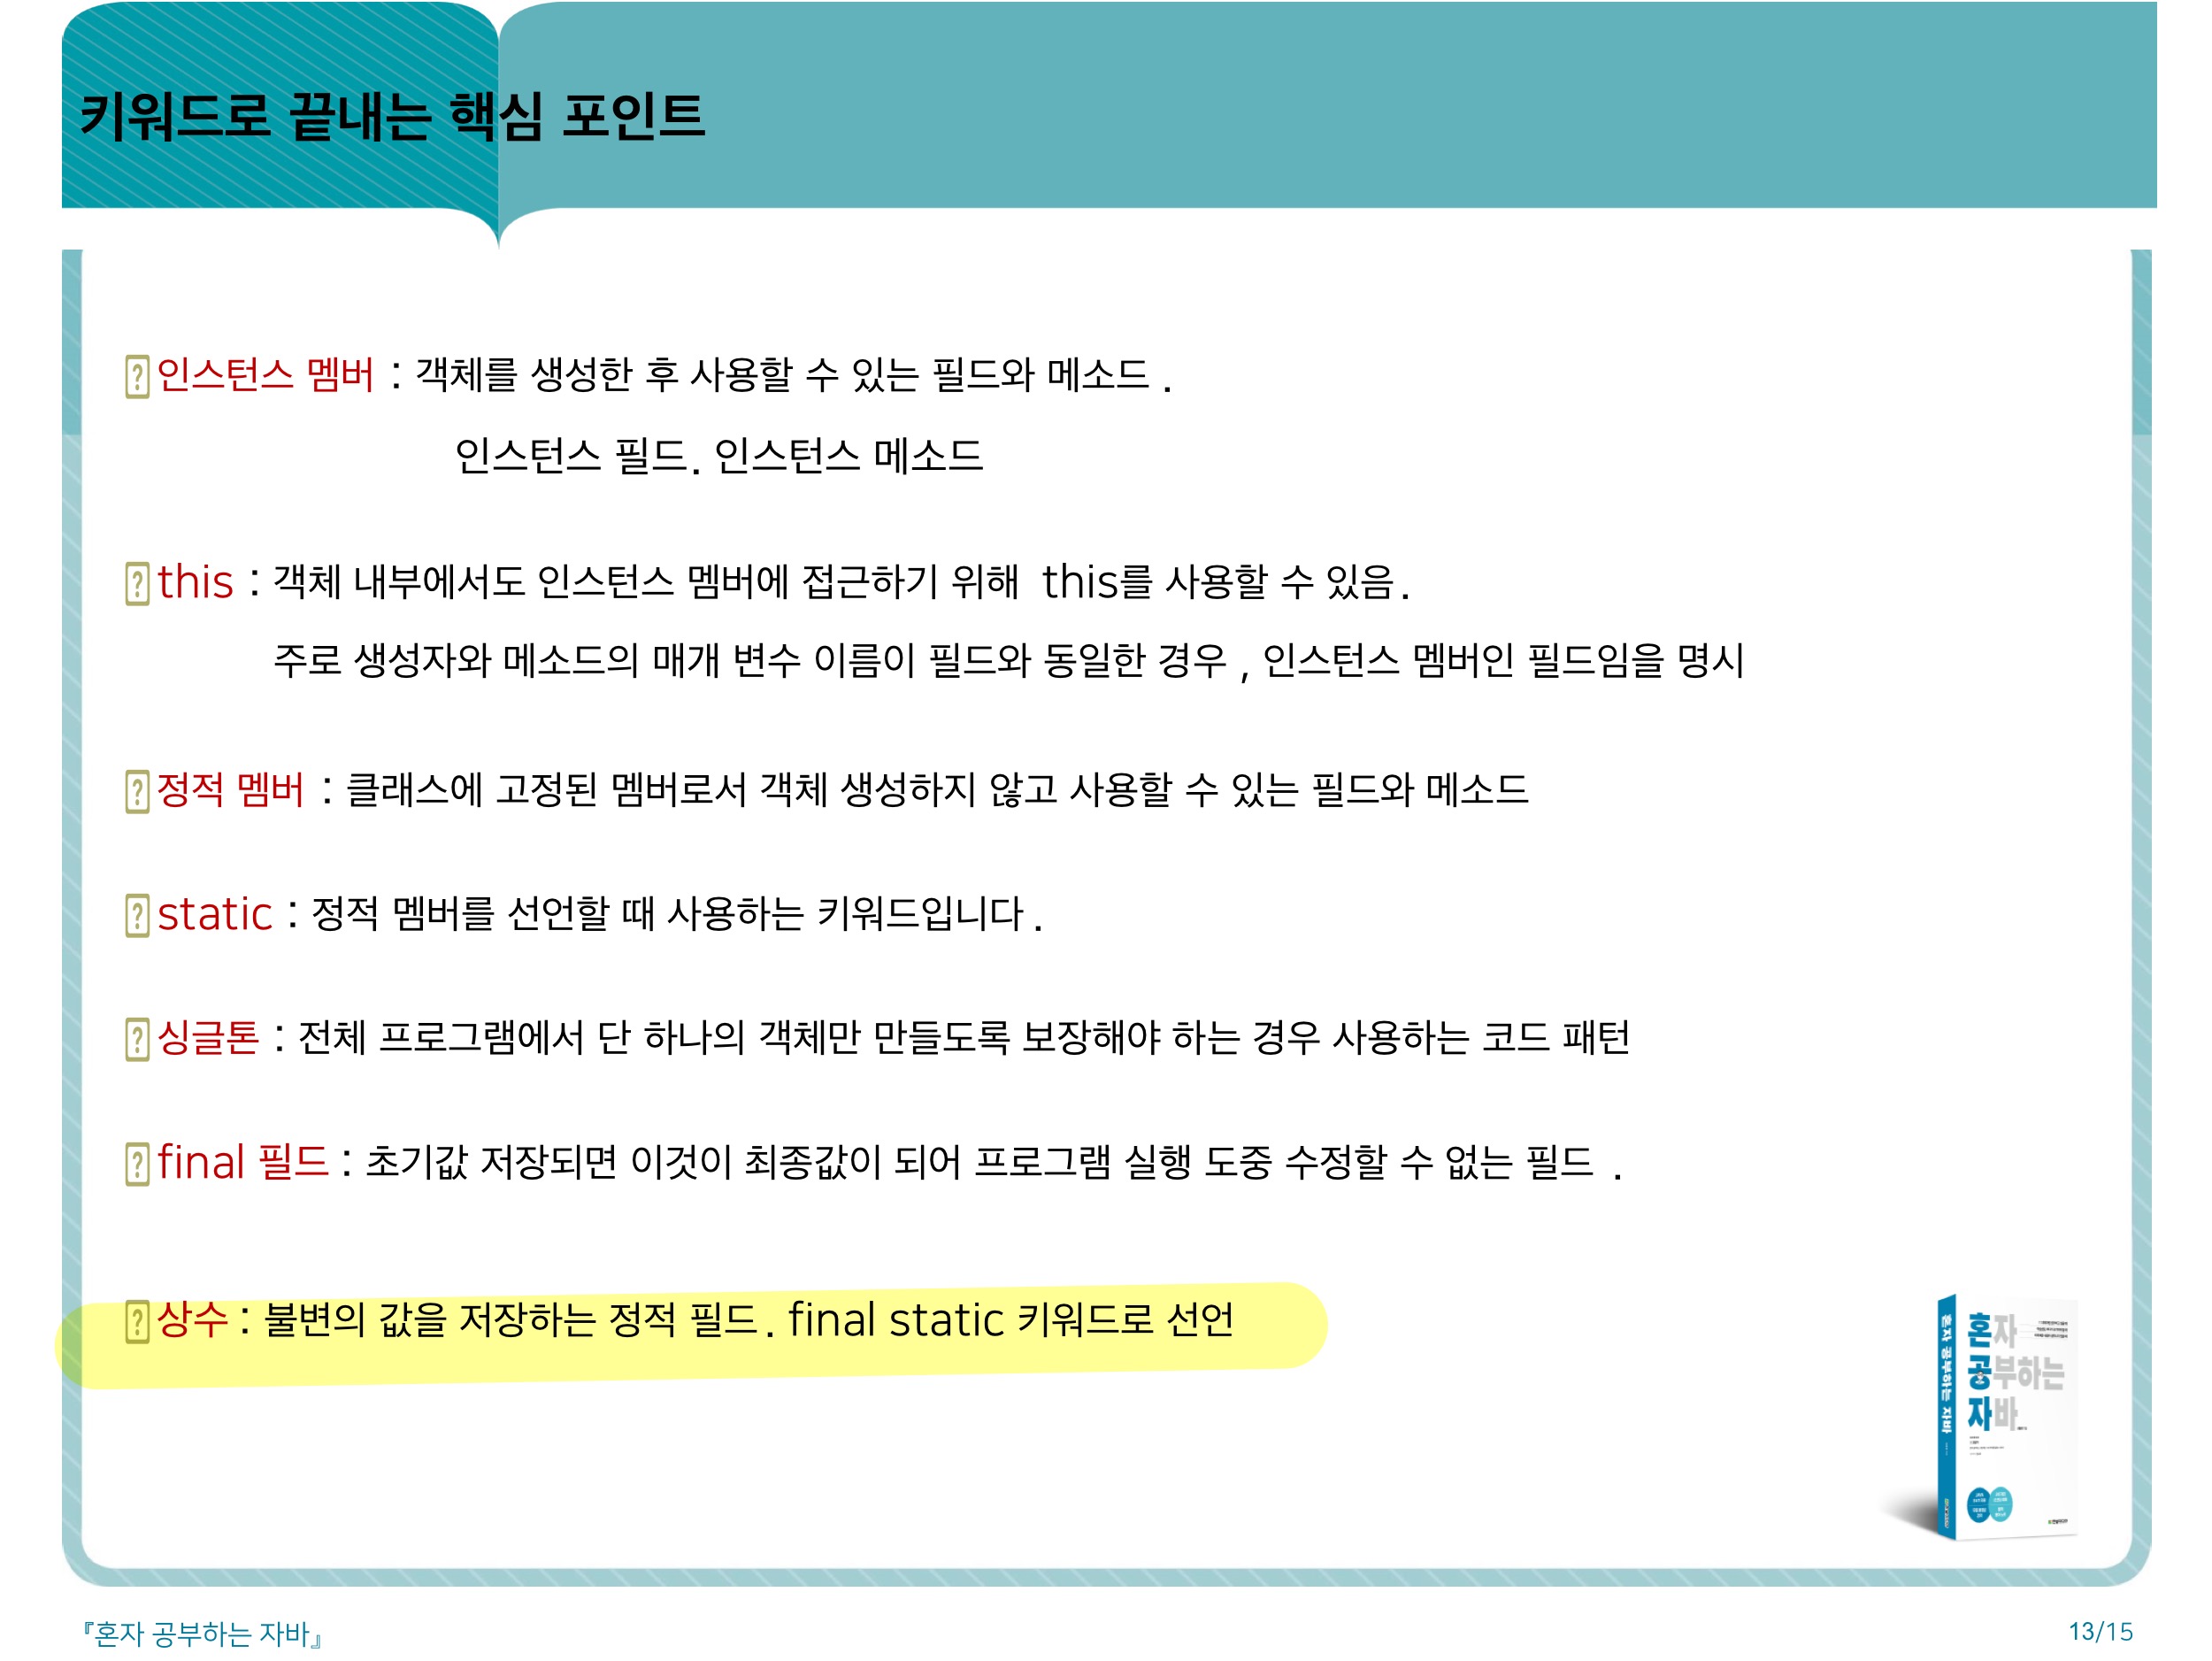 키워드로 끝내는 핵심 포인트
인스턴스 멤버 : 객체를 생성한 후 사용할 수 있는 필드와 메소드 .
인스턴스 필드. 인스턴스 메소드
this : 객체 내부에서도 인스턴스 멤버에 접근하기 위해 this를 사용할 수 있음.
주로 생성자와 메소드의 매개 변수 이름이 필드와 동일한 경우 , 인스턴스 멤버인 필드임을 명시
정적 멤버 : 클래스에 고정된 멤버로서 객체 생성하지 않고 사용할 수 있는 필드와 메소드
static : 정적 멤버를 선언할 때 사용하는 키워드입니다 .
싱글톤 : 전체 프로그램에서 단 하나의 객체만 만들도록 보장해야 하는 경우 사용하는 코드 패턴
final 필드 : 초기값 저장되면 이것이 최종값이 되어 프로그램 실행 도중 수정할 수 없는 필드 .
상수 : 불변의 값을 저장하는 정적 필드. final static 키워드로 선언
혼자 공부하는 자바
혼자
공부하는
자바
『혼자 공부하는 자바』
13/15